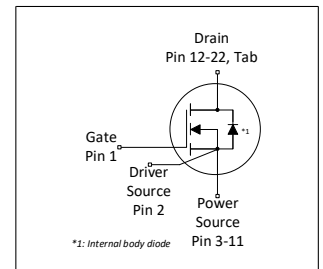 Drain
Pin 12-22, Tab
*1
Gate
Pin 1
Driver
Source
Pin 2
Power
Source
Pin 3-11
*1: Internal body diode